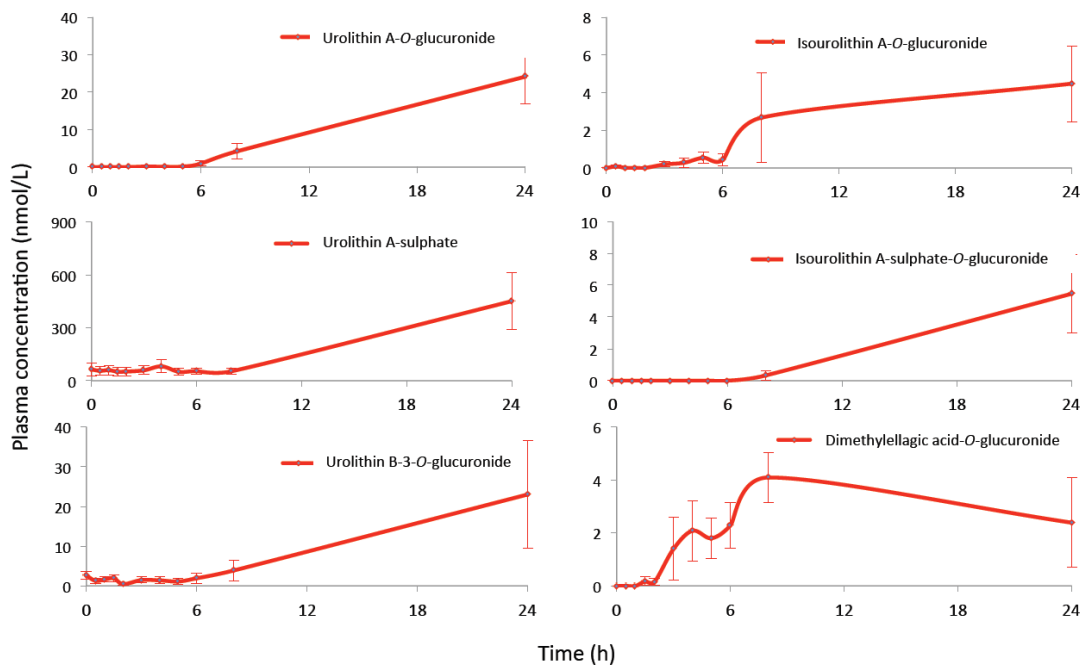 Plasma concentration (nmol/L)
Urolithin A-O-glucuronide
40
30
20
10
0
0 6 12 18 24
Isourolithin A-O-glucuronide
6
4
2
0
0 6 12 18 24
Urolithin A-sulphate
900
600
300
0
0 6 12 18 24
Isourolithin A-sulphate-O-glucuronide
10
8
6
4
2
0
0 6 12 18 24
Urolithin B-3-O-glucuronide
40
30
20
10
0
0 6 12 18 24
Dimethylellagic acid-O-glucuronide
6
4
2
0
0 6 12 18 24
Time (h)